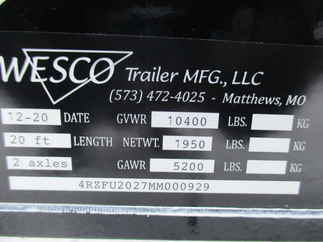 WESCO Trailer MFG., LLC
(573) 472-4025 - Matthews, MO
12-20 DATE GVWR 10400 LBS. KG
20 ft LENGTH NETWT. 1950 LBS. KG
2 axles GAWR 5200 LBS. KG
4RZFU2027MM000929